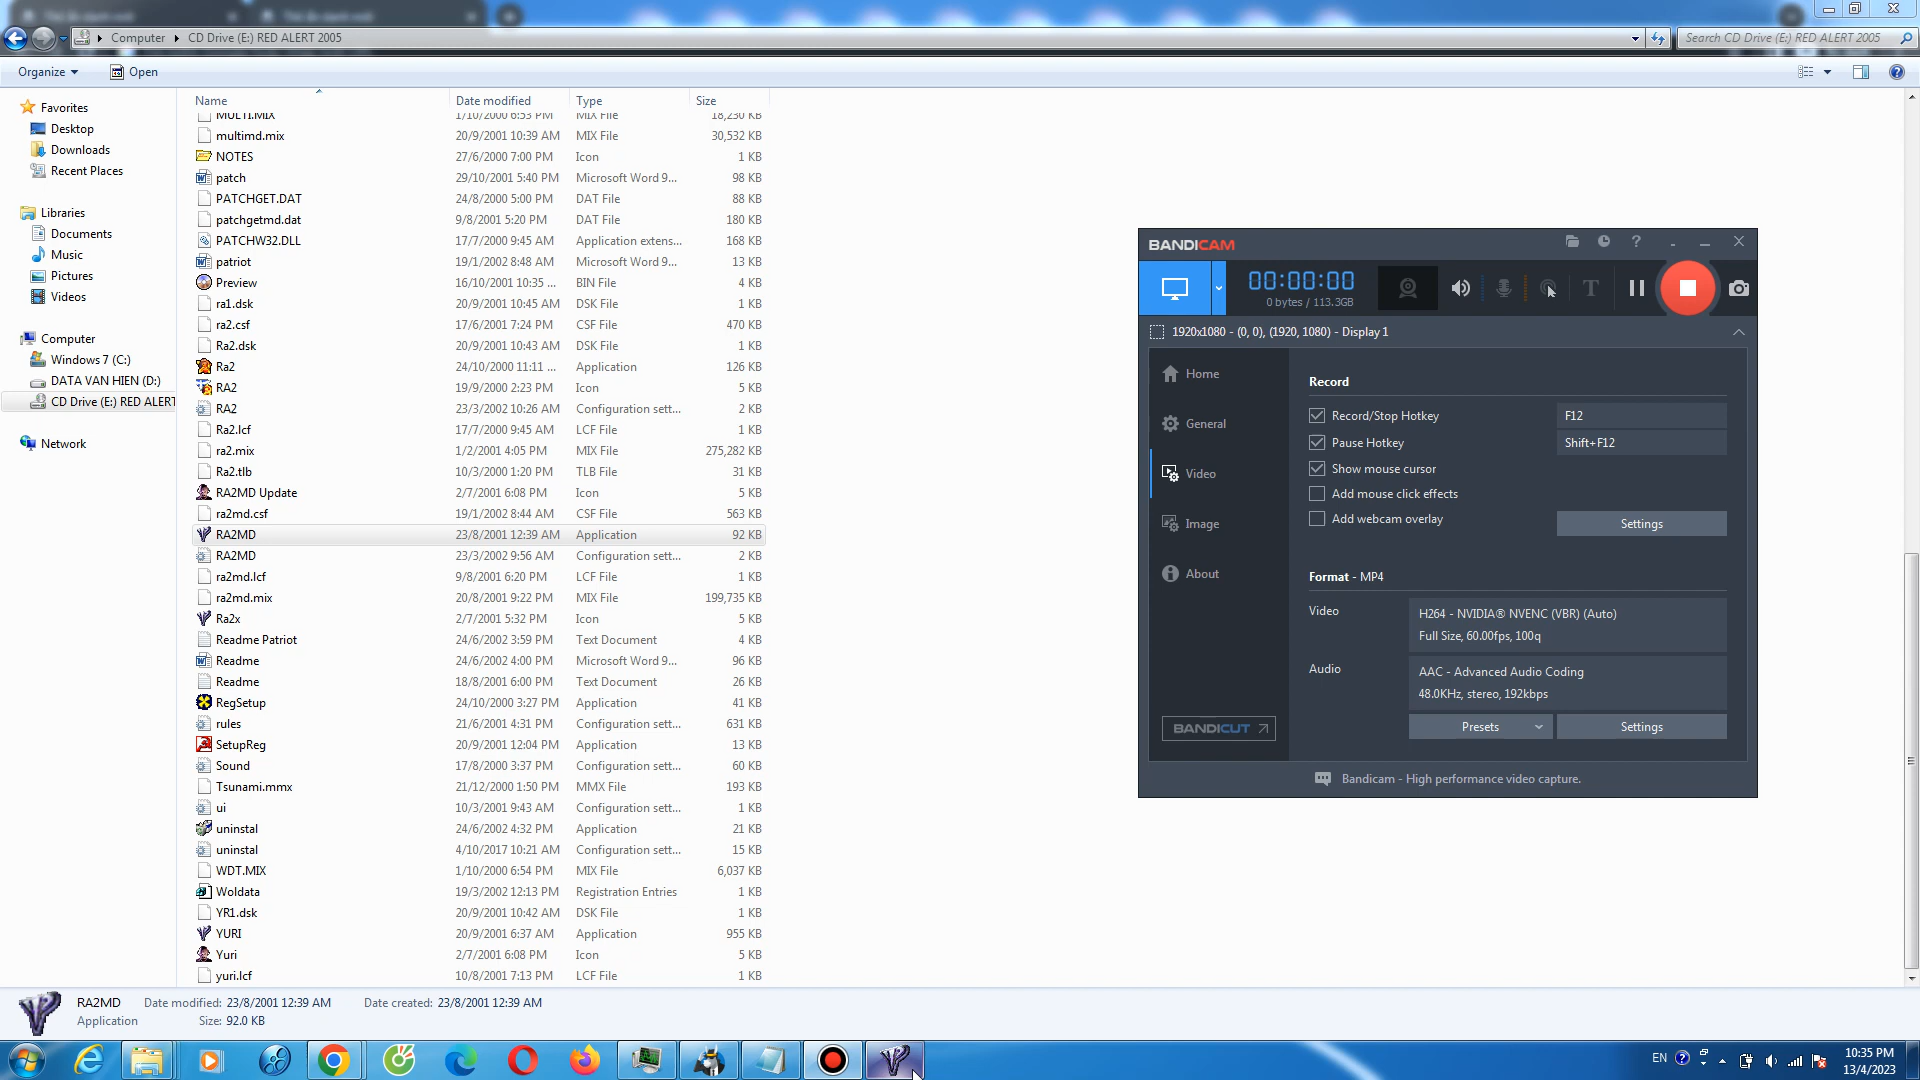 Computer
CD Drive (E:) RED ALERT 2005
Search CD Drive (E:) RED ALERT 2005
Organize
Open
Name Date modified Type Size
MULTI.MIX 1/10/2000 6:53 PM MIX File 18,230 KB
multimd.mix 20/9/2001 10:39 AM MIX File 30,532 KB
NOTES 27/6/2000 7:00 PM Icon 1 KB
patch 29/10/2001 5:40 PM Microsoft Word 9... 98 KB
PATCHGET.DAT 24/8/2000 5:00 PM DAT File 88 KB
patchgetmd.dat 9/8/2001 5:20 PM DAT File 180 KB
PATCHW32.DLL 17/7/2000 9:45 AM Application extens... 168 KB
patriot 19/1/2002 8:48 AM Microsoft Word 9... 13 KB
Preview 16/10/2001 10:35 ... BIN File 4 KB
ra1.dsk 20/9/2001 10:45 AM DSK File 1 KB
ra2.csf 17/6/2001 7:24 PM CSF File 470 KB
Ra2.dsk 20/9/2001 10:43 AM DSK File 1 KB
Ra2 24/10/2000 11:11 ... Application 126 KB
RA2 19/9/2000 2:23 PM Icon 5 KB
RA2 23/3/2002 10:26 AM Configuration sett... 2 KB
Ra2.lcf 17/7/2000 9:45 AM LCF File 1 KB
ra2.mix 1/2/2001 4:05 PM MIX File 275,282 KB
Ra2.tlb 10/3/2000 1:20 PM TLB File 31 KB
RA2MD Update 2/7/2001 6:08 PM Icon 5 KB
ra2md.csf 19/1/2002 8:44 AM CSF File 563 KB
RA2MD 23/8/2001 12:39 AM Application 92 KB
RA2MD 23/3/2002 9:56 AM Configuration sett... 2 KB
ra2md.lcf 9/8/2001 6:20 PM LCF File 1 KB
ra2md.mix 20/8/2001 9:22 PM MIX File 199,735 KB
Ra2x 2/7/2001 5:32 PM Icon 5 KB
Readme Patriot 24/6/2002 3:59 PM Text Document 4 KB
Readme 24/6/2002 4:00 PM Microsoft Word 9... 96 KB
Readme 18/8/2001 6:00 PM Text Document 26 KB
RegSetup 24/10/2000 3:27 PM Application 41 KB
rules 21/6/2001 4:31 PM Configuration sett... 631 KB
SetupReg 20/9/2001 12:04 PM Application 13 KB
Sound 17/8/2000 3:37 PM Configuration sett... 60 KB
Tsunami.mmx 21/12/2000 1:50 PM MMX File 193 KB
ui 10/3/2001 9:43 AM Configuration sett... 1 KB
uninstal 24/6/2002 4:32 PM Application 21 KB
uninstal 4/10/2017 10:21 AM Configuration sett... 15 KB
WDT.MIX 1/10/2000 6:54 PM MIX File 6,037 KB
Woldata 19/3/2002 12:13 PM Registration Entries 1 KB
YR1.dsk 20/9/2001 10:42 AM DSK File 1 KB
YURI 20/9/2001 6:37 AM Application 955 KB
Yuri 2/7/2001 6:08 PM Icon 5 KB
yuri.lcf 10/8/2001 7:13 PM LCF File 1 KB
Favorites
Desktop
Downloads
Recent Places
Libraries
Documents
Music
Pictures
Videos
Computer
Windows 7 (C:)
DATA VAN HIEN (D:)
CD Drive (E:) RED ALERT
Network
BANDICAM
00:00:00
0 bytes / 113.3GB
1920x1080 - (0, 0), (1920, 1080) - Display 1
Home
General
Video
Image
About
BANDICUT
Record
Record/Stop Hotkey F12
Pause Hotkey Shift+F12
Show mouse cursor
Add mouse click effects
Add webcam overlay
Settings
Format - MP4
Video
H264 - NVIDIA® NVENC (VBR) (Auto)
Full Size, 60.00fps, 100q
Audio
AAC - Advanced Audio Coding
48.0KHz, stereo, 192kbps
Presets
Settings
Bandicam - High performance video capture.
RA2MD Date modified: 23/8/2001 12:39 AM Date created: 23/8/2001 12:39 AM
Application Size: 92.0 KB
EN
10:35 PM
13/4/2023